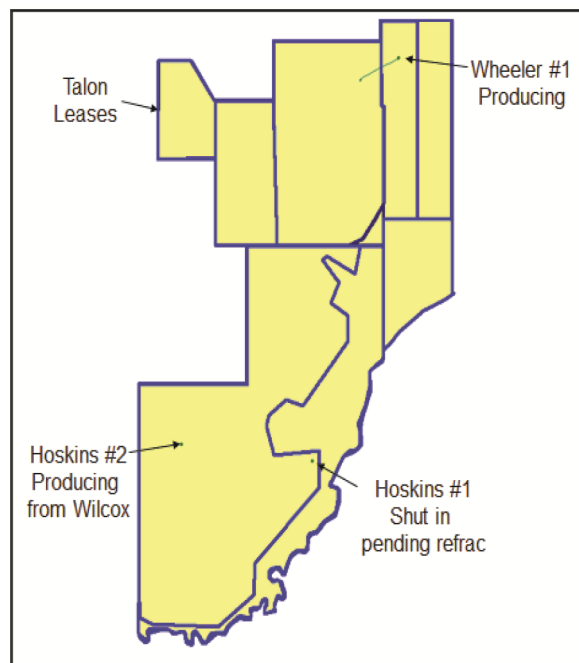 Talon
Leases
Wheeler #1
Producing
Hoskins #2
Producing
from Wilcox
Hoskins #1
Shut in
pending refrac